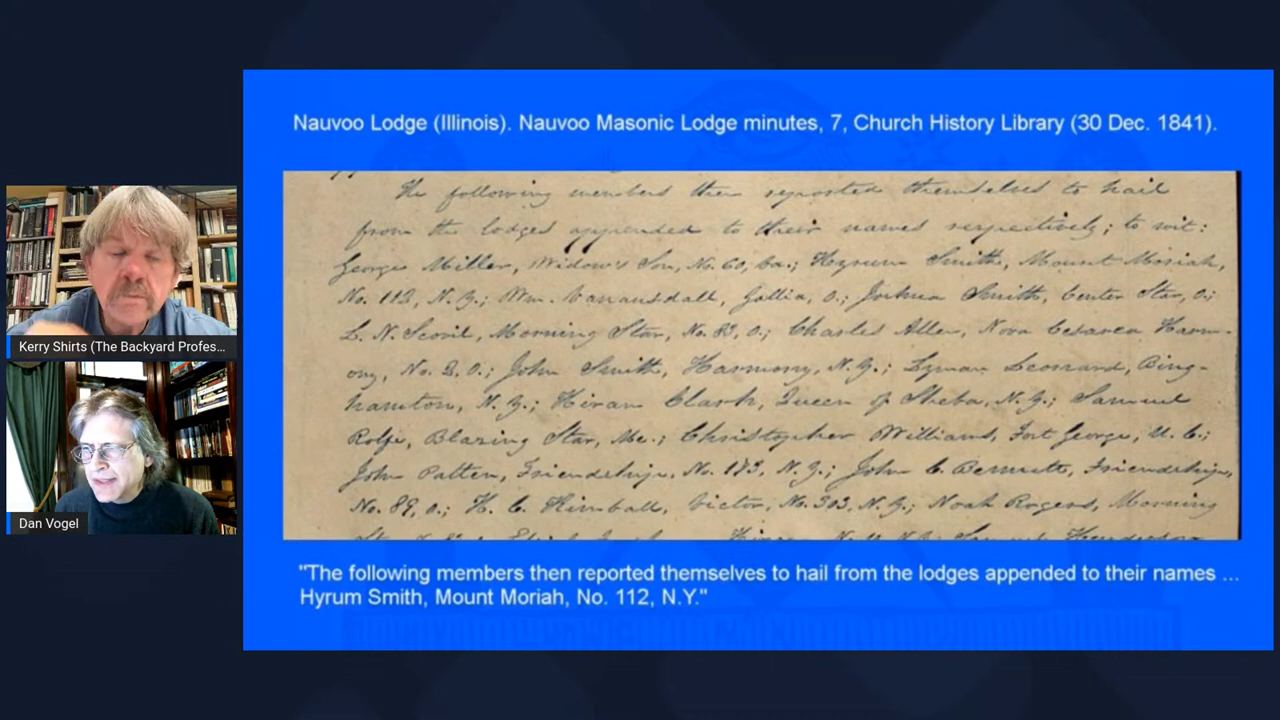 Nauvoo Lodge (Illinois). Nauvoo Masonic Lodge minutes, 7, Church History Library (30 Dec. 1841).
The following members then reported themselves to hail
from the lodges appended to their names respectively; to wit:
George Miller, Widow's Son, No. 60, Va.; Hyrum Smith, Mount Moriah,
No. 112, N.Y.; Wm. Vanausdall, Gallia, O.; Joshua Smith, Center Star, O.;
L. N. Scovil, Morning Star, No. 83, O.; Charles Allen, Nova Cesarea Harm-
ony, No. 2, O.; John Smith, Harmony, N.Y.; Lyman Leonard, Bing-
hamton, N.Y.; Hiram Clark, Queen of Sheba, N.Y.; Samuel
Rolfe, Blazing Star, Me.; Christopher Williams, Fort George, U.C.;
John Patten, Friendship, No. 183, N.Y.; John C Bennett, Friendship,
No. 89, O.; H. C. Kimball, Victor, No. 303, N.Y.; Noah Rogers, Morning
"The following members then reported themselves to hail from the lodges appended to their names ...
Hyrum Smith, Mount Moriah, No. 112, N.Y."
Kerry Shirts (The Backyard Profes...
Dan Vogel